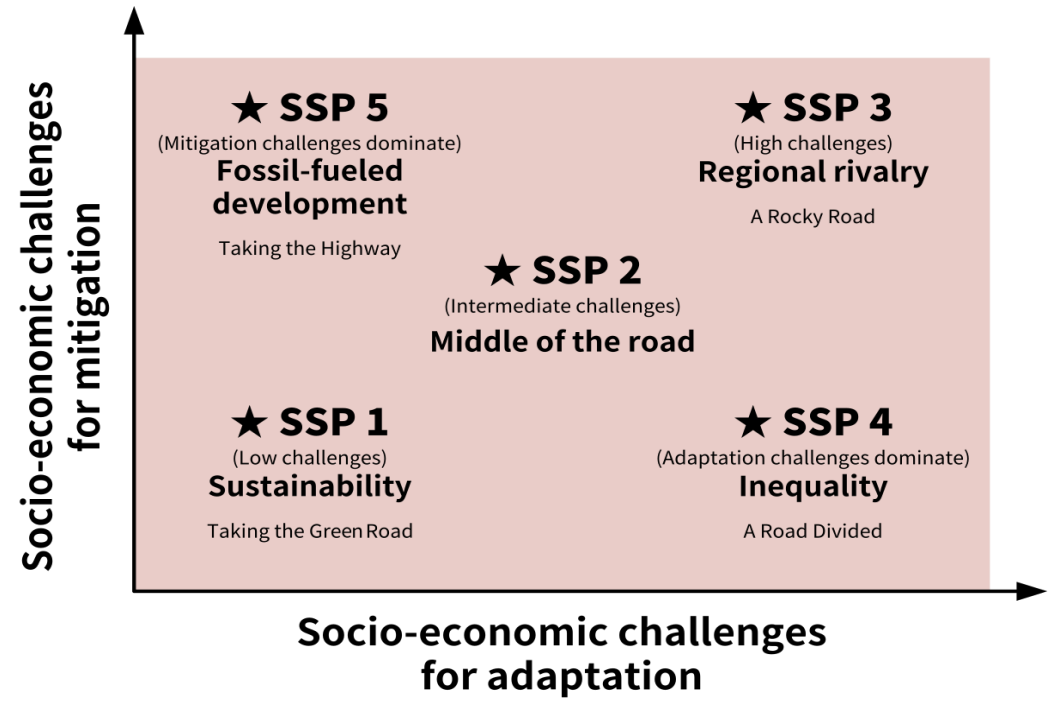 Socio-economic challenges
for mitigation
★ SSP 5
(Mitigation challenges dominate)
Fossil-fueled
development
Taking the Highway
★ SSP 3
(High challenges)
Regional rivalry
A Rocky Road
★ SSP 2
(Intermediate challenges)
Middle of the road
★ SSP 1
(Low challenges)
Sustainability
Taking the Green Road
★ SSP 4
(Adaptation challenges dominate)
Inequality
A Road Divided
Socio-economic challenges
for adaptation